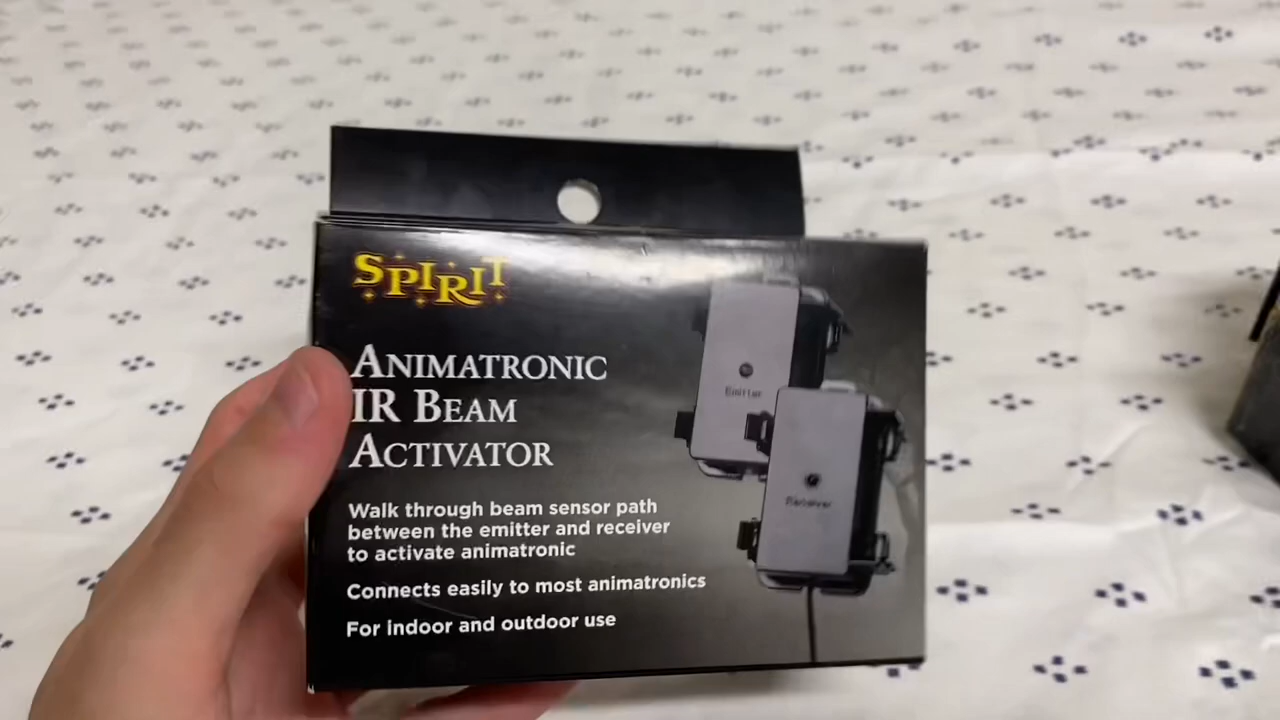 SPIRIT
ANIMATRONIC
IR BEAM
ACTIVATOR
Walk through beam sensor path
between the emitter and receiver
to activate animatronic
Connects easily to most animatronics
For indoor and outdoor use
Emitter
Receiver